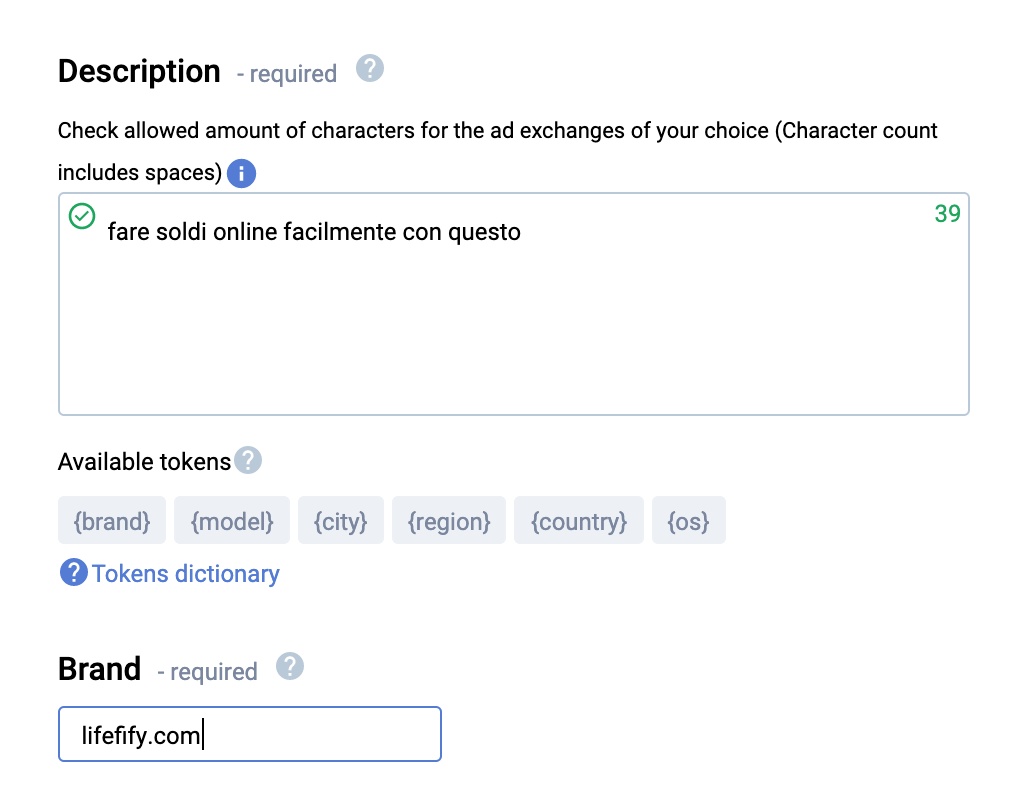 Description - required ?
Check allowed amount of characters for the ad exchanges of your choice (Character count
includes spaces) i
39
fare soldi online facilmente con questo
Available tokens ?
{brand} {model} {city} {region} {country} {os}
? Tokens dictionary
Brand - required ?
lifefify.com